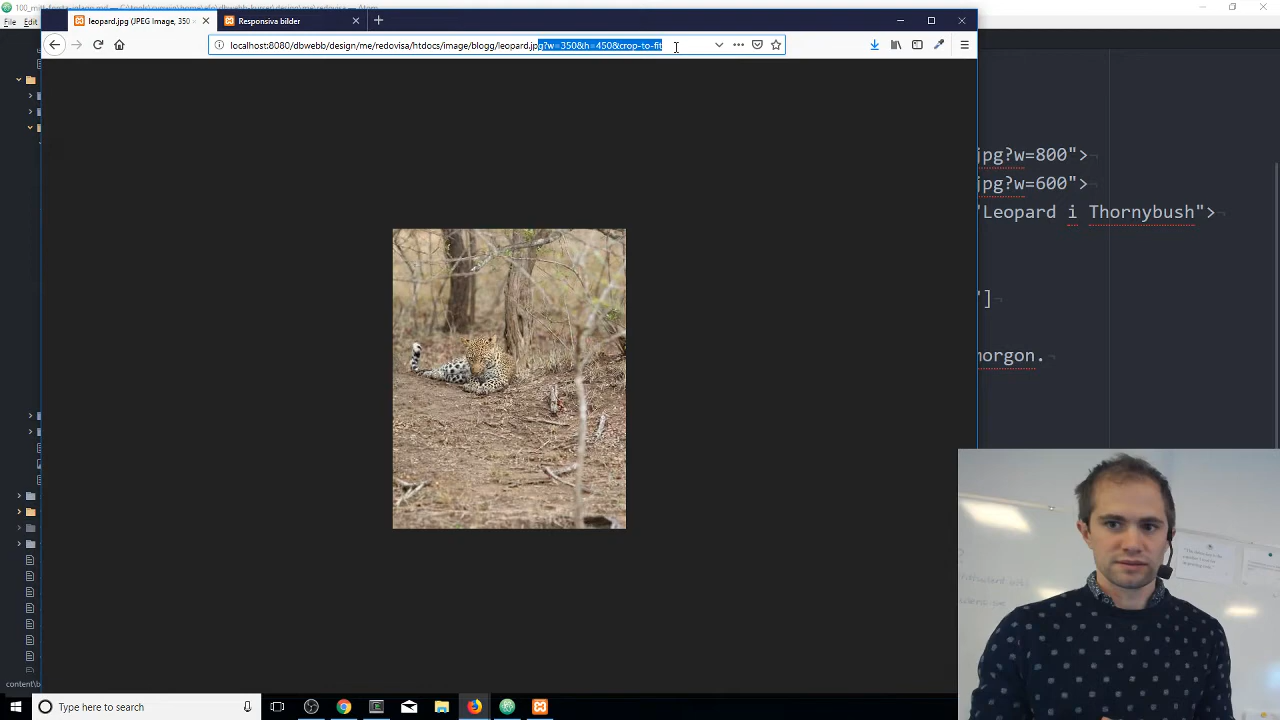 leopard.jpg (JPEG Image, 350
Responsiva bilder
localhost:8080/dbwebb/design/me/redovisa/htdocs/image/blogg/leopard.jpg?w=350&h=450&crop-to-fit
File
jpg?w=800">
jpg?w=600">
"Leopard i Thornybush">
"]
morgon.
Type here to search